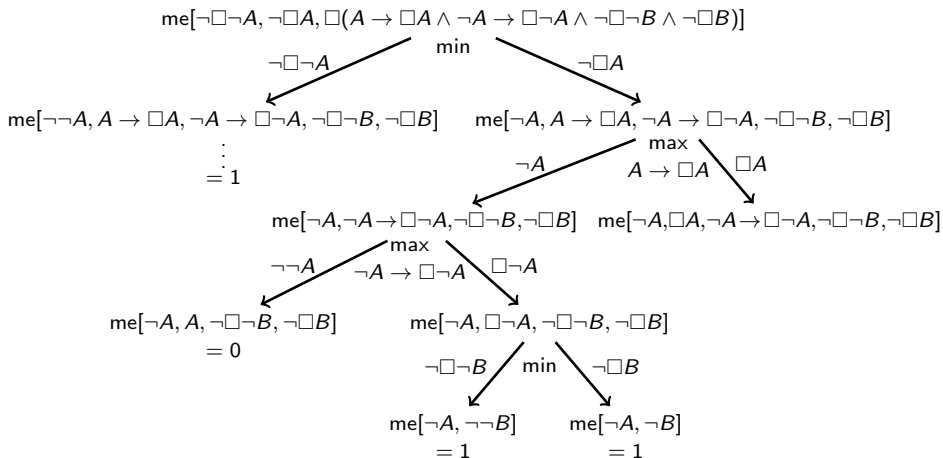 me[¬□¬A, ¬□A, □(A → □A ∧ ¬A → □¬A ∧ ¬□¬B ∧ ¬□B)]
min
¬□¬A ¬□A
me[¬¬A, A → □A, ¬A → □¬A, ¬□¬B, ¬□B] me[¬A, A → □A, ¬A → □¬A, ¬□¬B, ¬□B]
⋮ max
= 1 ¬A A → □A □A
me[¬A,¬A→□¬A,¬□¬B,¬□B] me[¬A,□A,¬A→□¬A,¬□¬B,¬□B]
max
¬¬A ¬A → □¬A □¬A
me[¬A, A, ¬□¬B, ¬□B] me[¬A, □¬A, ¬□¬B, ¬□B]
= 0
¬□¬B min ¬□B
me[¬A, ¬¬B] me[¬A, ¬B]
= 1 = 1